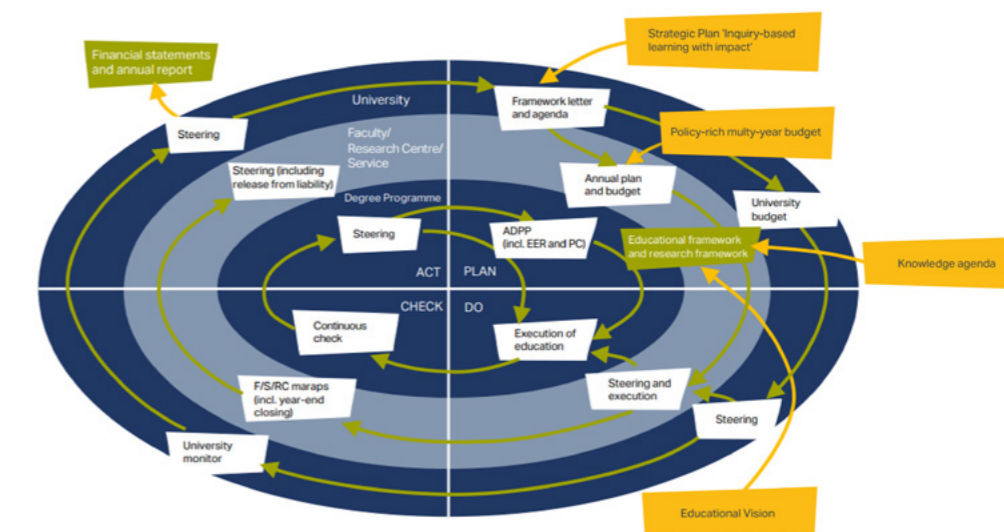 Strategic Plan 'Inquiry-based
learning with impact'
Financial statements
and annual report
University
Framework letter
and agenda
Steering
Policy-rich multy-year budget
Faculty/
Research Centre/
Service
Steering (including
release from liability)
Annual plan
and budget
Degree Programme
University
budget
Steering
ADPP
(incl. EER and PC)
Educational framework
and research framework
Knowledge agenda
ACT
PLAN
CHECK
DO
Continuous
check
Execution of
education
F/S/RC maraps
(incl. year-end
closing)
Steering and
execution
Steering
University
monitor
Educational Vision